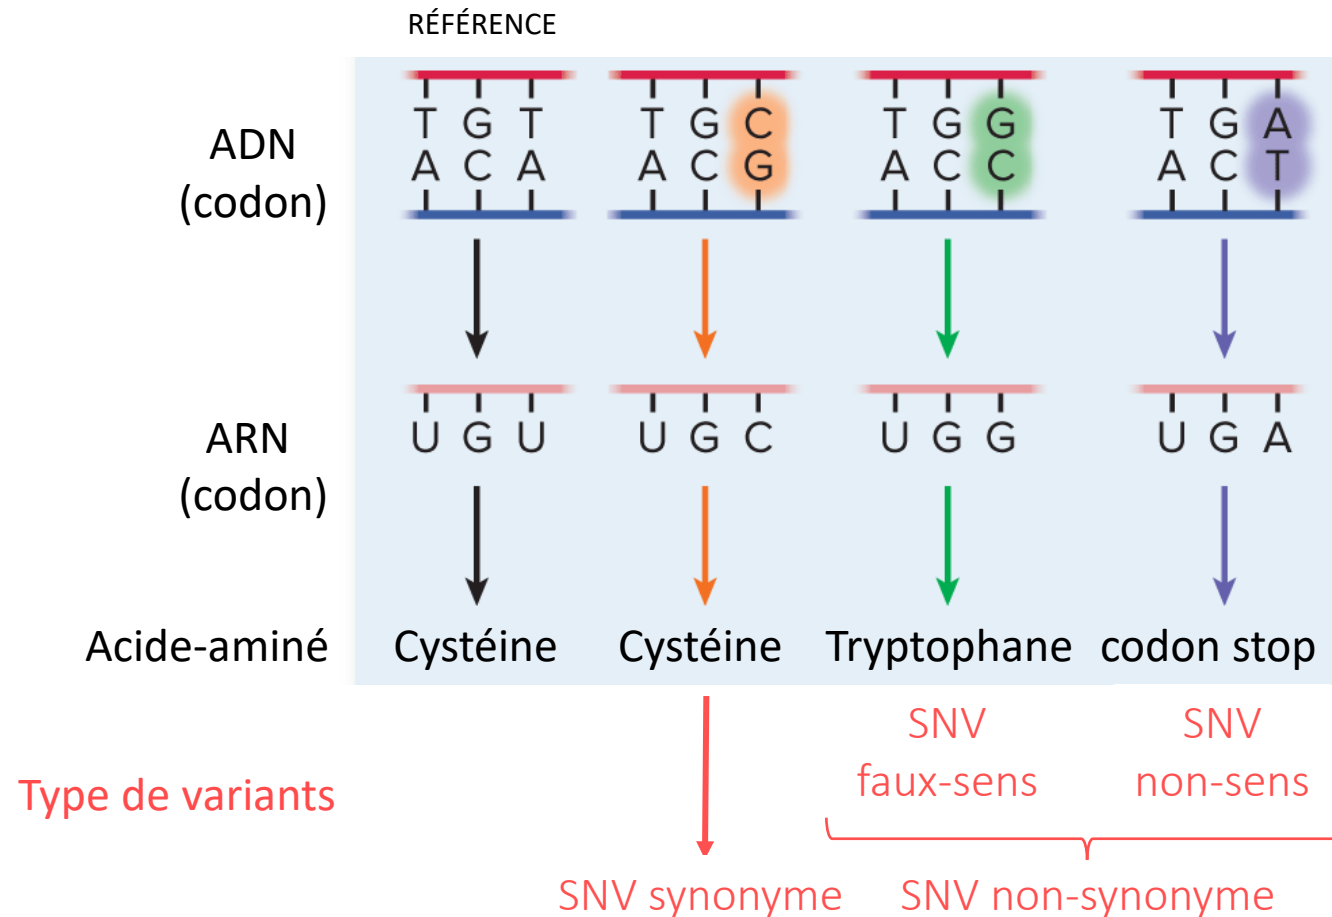 RÉFÉRENCE
ADN
(codon)
T G T
A C A
T G C
A C G
T G G
A C C
T G A
A C T
ARN
(codon)
U G U
U G C
U G G
U G A
Acide-aminé
Cystéine
Cystéine
Tryptophane
codon stop
Type de variants
SNV
faux-sens
SNV
non-sens
SNV synonyme
SNV non-synonyme